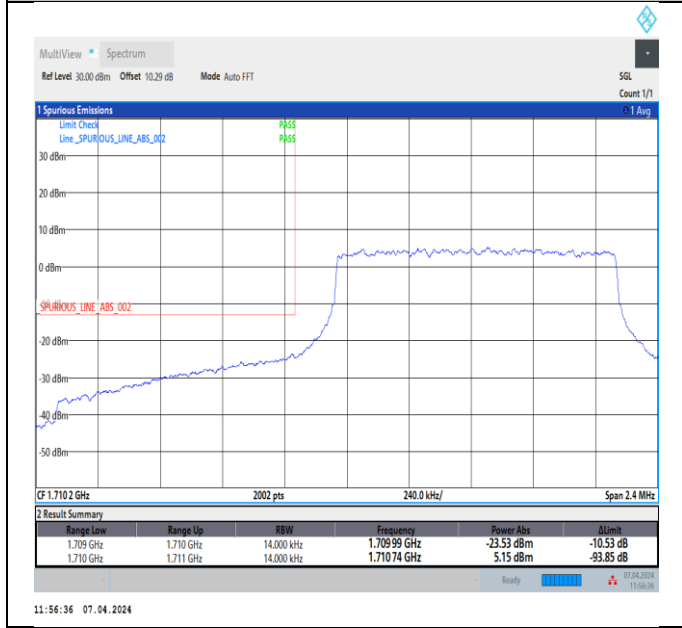 MultiView Spectrum
Ref Level 30.00 dBm Offset 10.29 dB Mode Auto FFT SGL
Count 1/1
1 Spurious Emissions 1 Avg
Limit Check PASS
Line _SPURIOUS_LINE_ABS_002 PASS
30 dBm
20 dBm
10 dBm
0 dBm
_SPURIOUS_LINE_ABS_002
-20 dBm
-30 dBm
-40 dBm
-50 dBm
CF 1.7102 GHz 2002 pts 240.0 kHz/ Span 2.4 MHz
2 Result Summary
Range Low Range Up RBW Frequency Power Abs ΔLimit
1.709 GHz 1.710 GHz 14.000 kHz 1.70999 GHz -23.53 dBm -10.53 dB
1.710 GHz 1.711 GHz 14.000 kHz 1.71074 GHz 5.15 dBm -93.85 dB
Ready 07.04.2024
11:56:36
11:56:36 07.04.2024